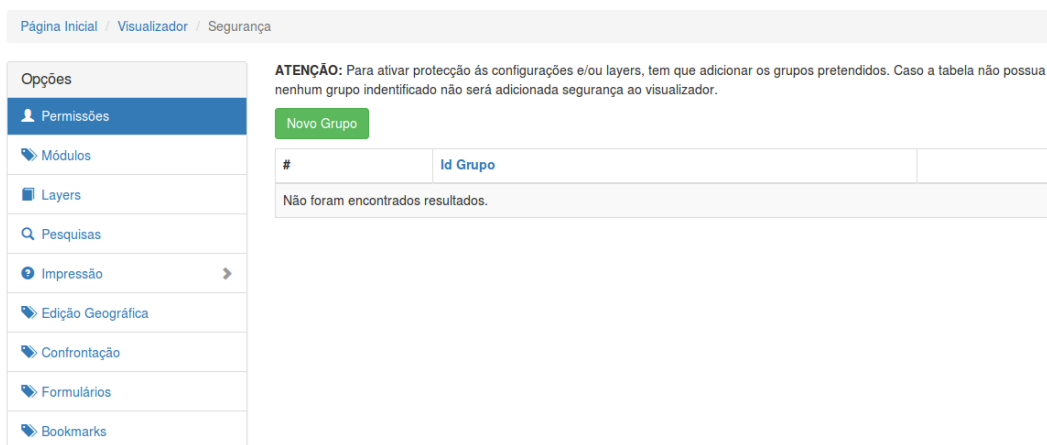 Página Inicial / Visualizador / Segurança
Opções
Permissões
Módulos
Layers
Pesquisas
Impressão
Edição Geográfica
Confrontação
Formulários
Bookmarks
ATENÇÃO: Para ativar protecção ás configurações e/ou layers, tem que adicionar os grupos pretendidos. Caso a tabela não possua
nenhum grupo indentificado não será adicionada segurança ao visualizador.
Novo Grupo
# Id Grupo
Não foram encontrados resultados.